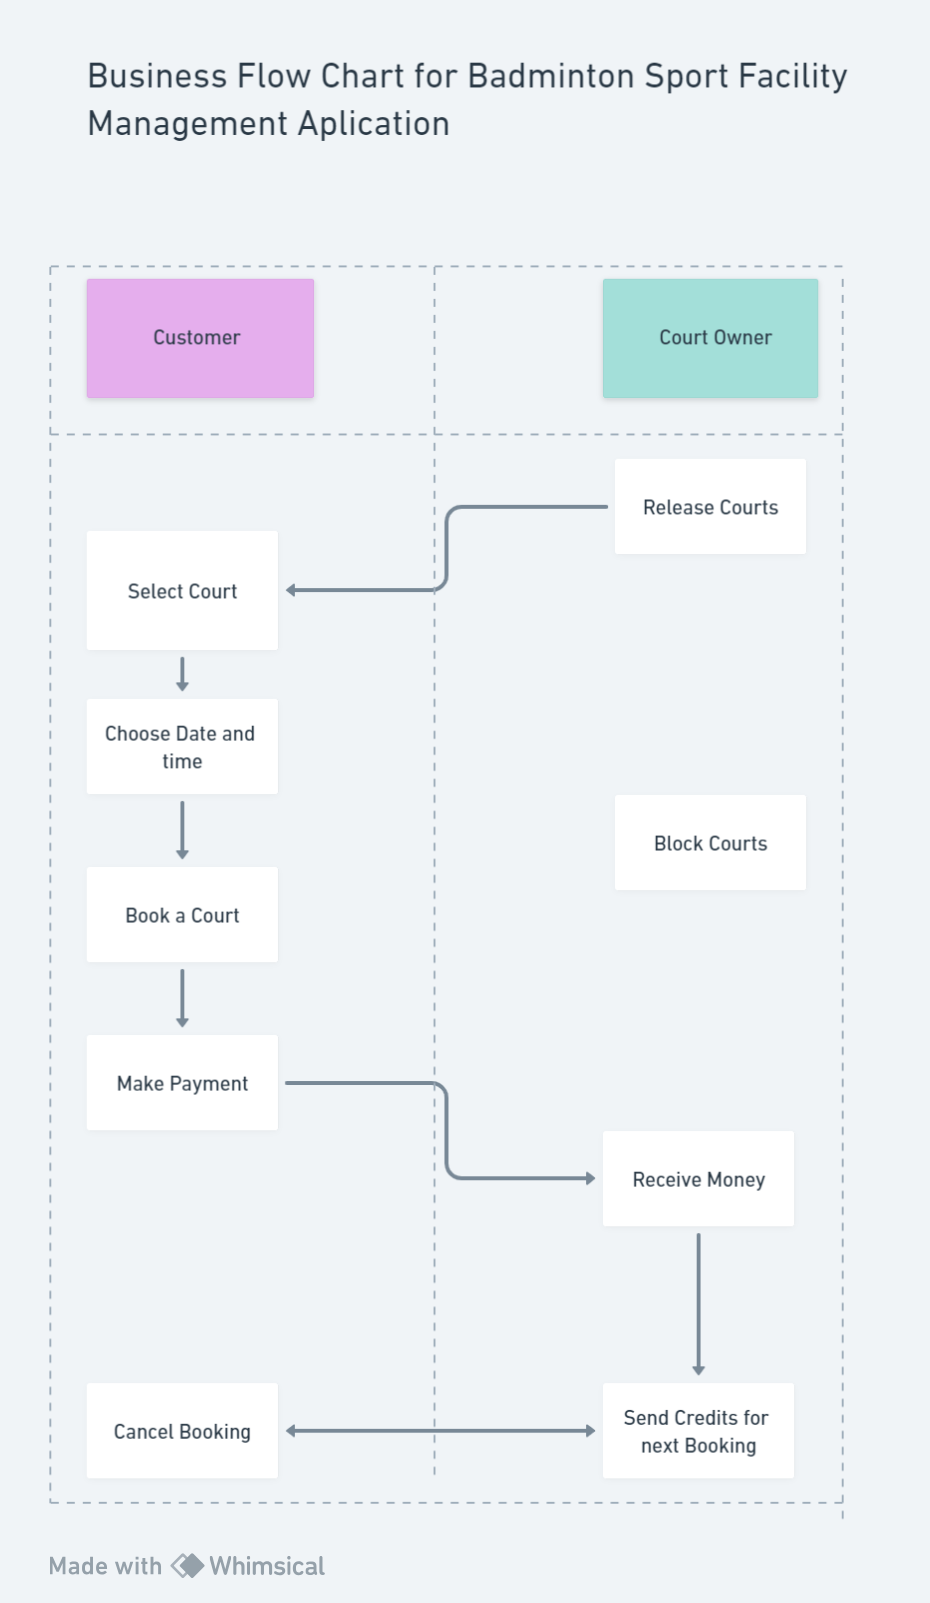 Business Flow Chart for Badminton Sport Facility
Management Aplication
Customer
Court Owner
Release Courts
Select Court
Choose Date and
time
Block Courts
Book a Court
Make Payment
Receive Money
Cancel Booking
Send Credits for
next Booking
Made with Whimsical